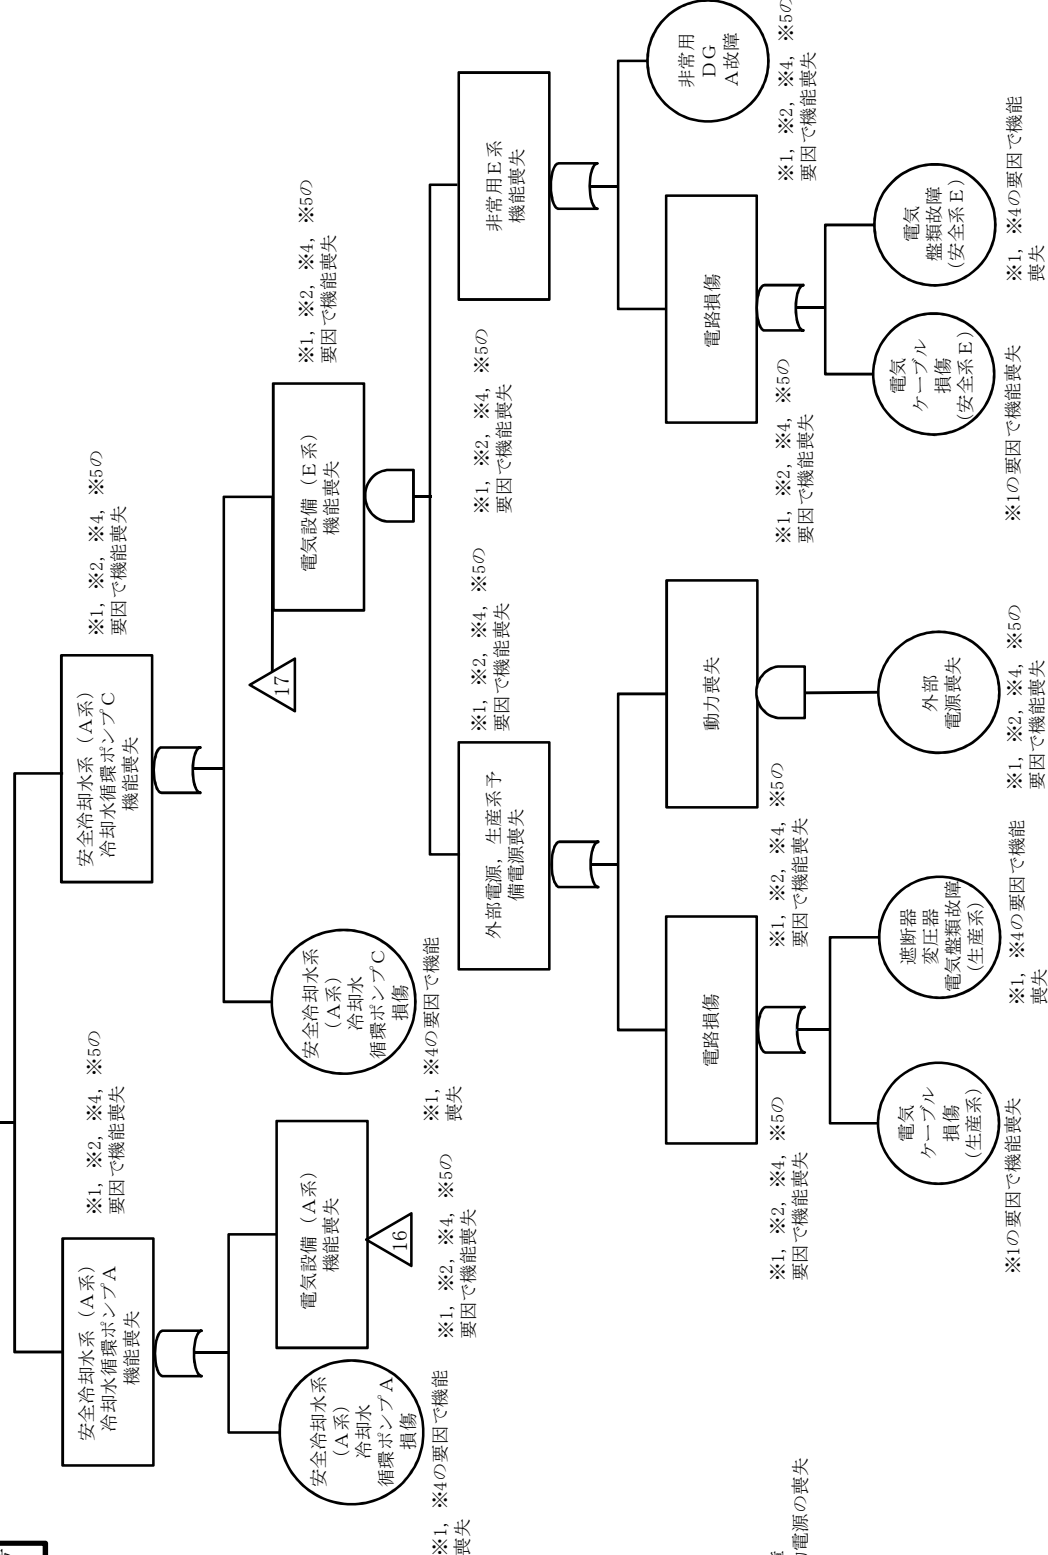 安全冷却水系（A系）
冷却水循環ポンプA
機能喪失
※1, ※2, ※4, ※5の
要因で機能喪失
安全冷却水系（A系）
冷却水循環ポンプC
機能喪失
※1, ※2, ※4, ※5の
要因で機能喪失
安全冷却水系
（A系）
冷却水
循環ポンプA
損傷
※1, ※4の要因で機能
喪失
電気設備（A系）
機能喪失
16
※1, ※2, ※4, ※5の
要因で機能喪失
安全冷却水系
（A系）
冷却水
循環ポンプC
損傷
※1, ※4の要因で機能
喪失
17
電気設備（E系）
機能喪失
※1, ※2, ※4, ※5の
要因で機能喪失
外部電源，生産系予
備電源喪失
※1, ※2, ※4, ※5の
要因で機能喪失
非常用E系
機能喪失
※1, ※2, ※4, ※5の
要因で機能喪失
電路損傷
※1, ※2, ※4, ※5の
要因で機能喪失
動力喪失
※1, ※2, ※4, ※5の
要因で機能喪失
電路損傷
※1, ※2, ※4, ※5の
要因で機能喪失
非常用
DG
A故障
※1, ※2, ※4, ※5の
要因で機能喪失
電気
ケーブル
損傷
(生産系)
※1の要因で機能喪失
遮断器
変圧器
電気盤類故障
(生産系)
※1, ※4の要因で機能
喪失
外部
電源喪失
※1, ※2, ※4, ※5の
要因で機能喪失
電気
ケーブル
損傷
(安全系E)
※1の要因で機能喪失
電気
盤類故障
(安全系E)
※1, ※4の要因で機能
喪失
電源の喪失